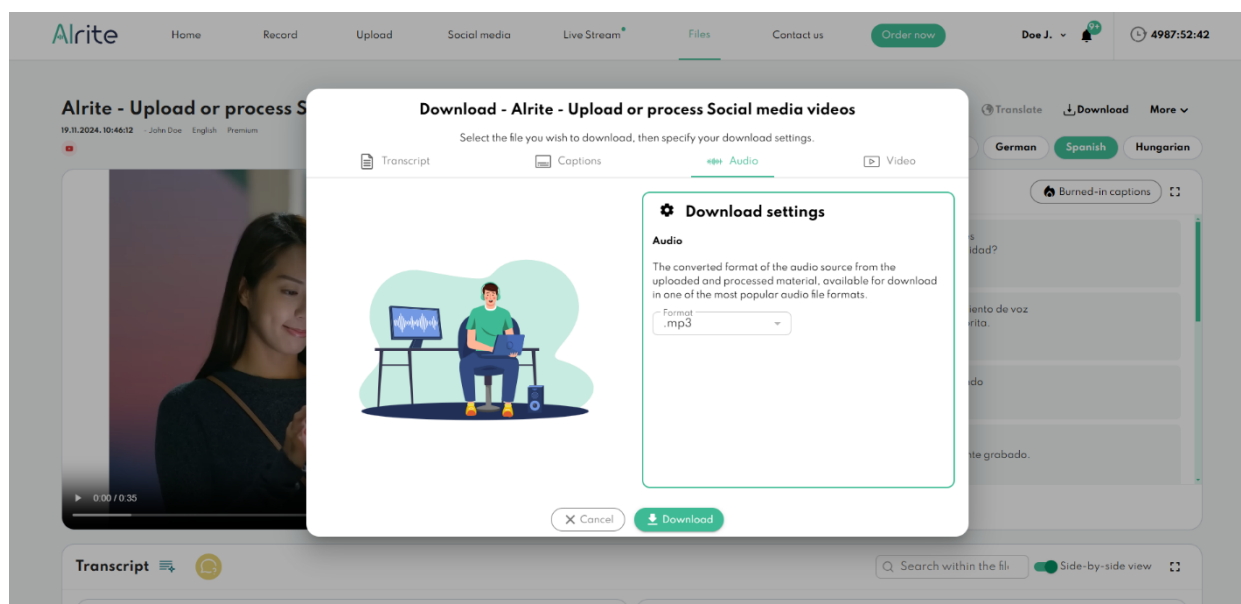 Alrite
Home Record Upload Social media Live Stream Files Contact us Order now Doe J. 9+ 4987:52:42
Alrite - Upload or process S
19.11.2024. 10:46:12 - John Doe English Premium
Translate Download More
German Spanish Hungarian
Burned-in captions
Download - Alrite - Upload or process Social media videos
Select the file you wish to download, then specify your download settings.
Transcript Captions Audio Video
Download settings
Audio
The converted format of the audio source from the
uploaded and processed material, available for download
in one of the most popular audio file formats.
Format
.mp3
Cancel Download
idad?
iento de voz
rita.
do
nte grabado.
0:00 / 0:35
Transcript
Search within the fil
Side-by-side view